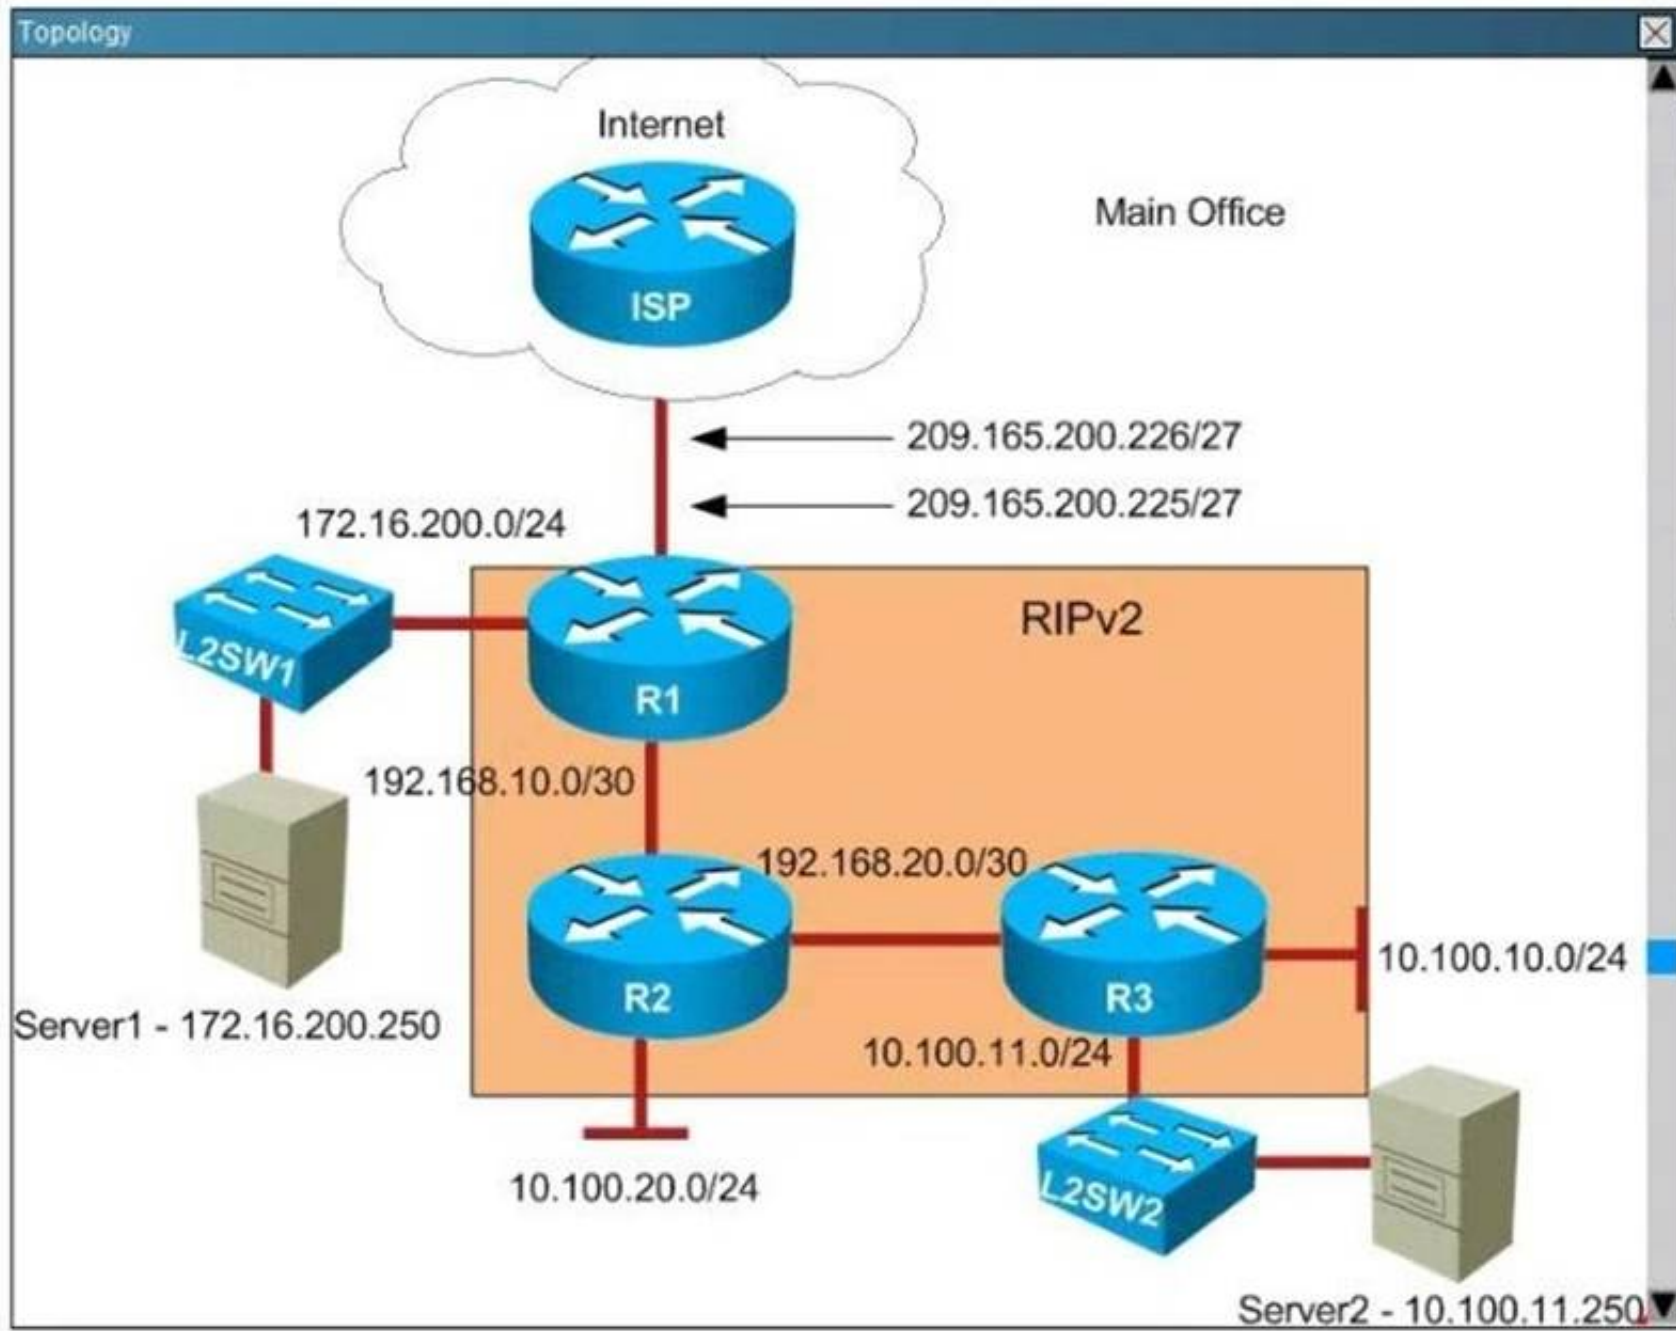 Topology
Internet
Main Office
ISP
209.165.200.226/27
209.165.200.225/27
172.16.200.0/24
RIPv2
L2SW1
R1
192.168.10.0/30
192.168.20.0/30
10.100.10.0/24
R2
R3
Server1 - 172.16.200.250
10.100.11.0/24
10.100.20.0/24
L2SW2
Server2 - 10.100.11.250